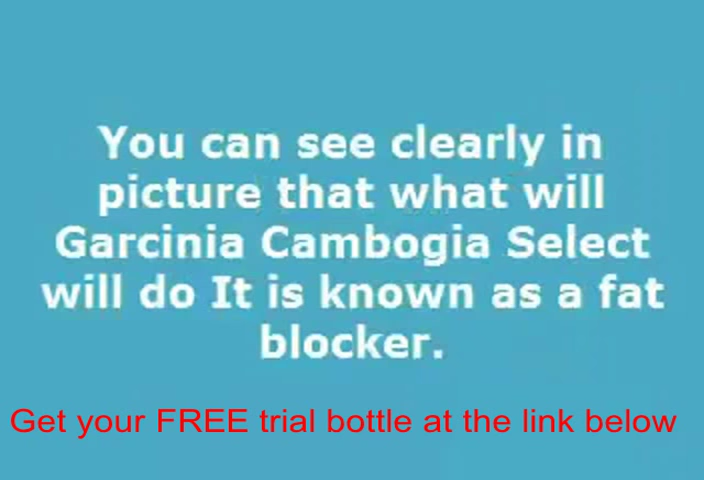 You can see clearly in
picture that what will
Garcinia Cambogia Select
will do It is known as a fat
blocker.
Get your FREE trial bottle at the link below